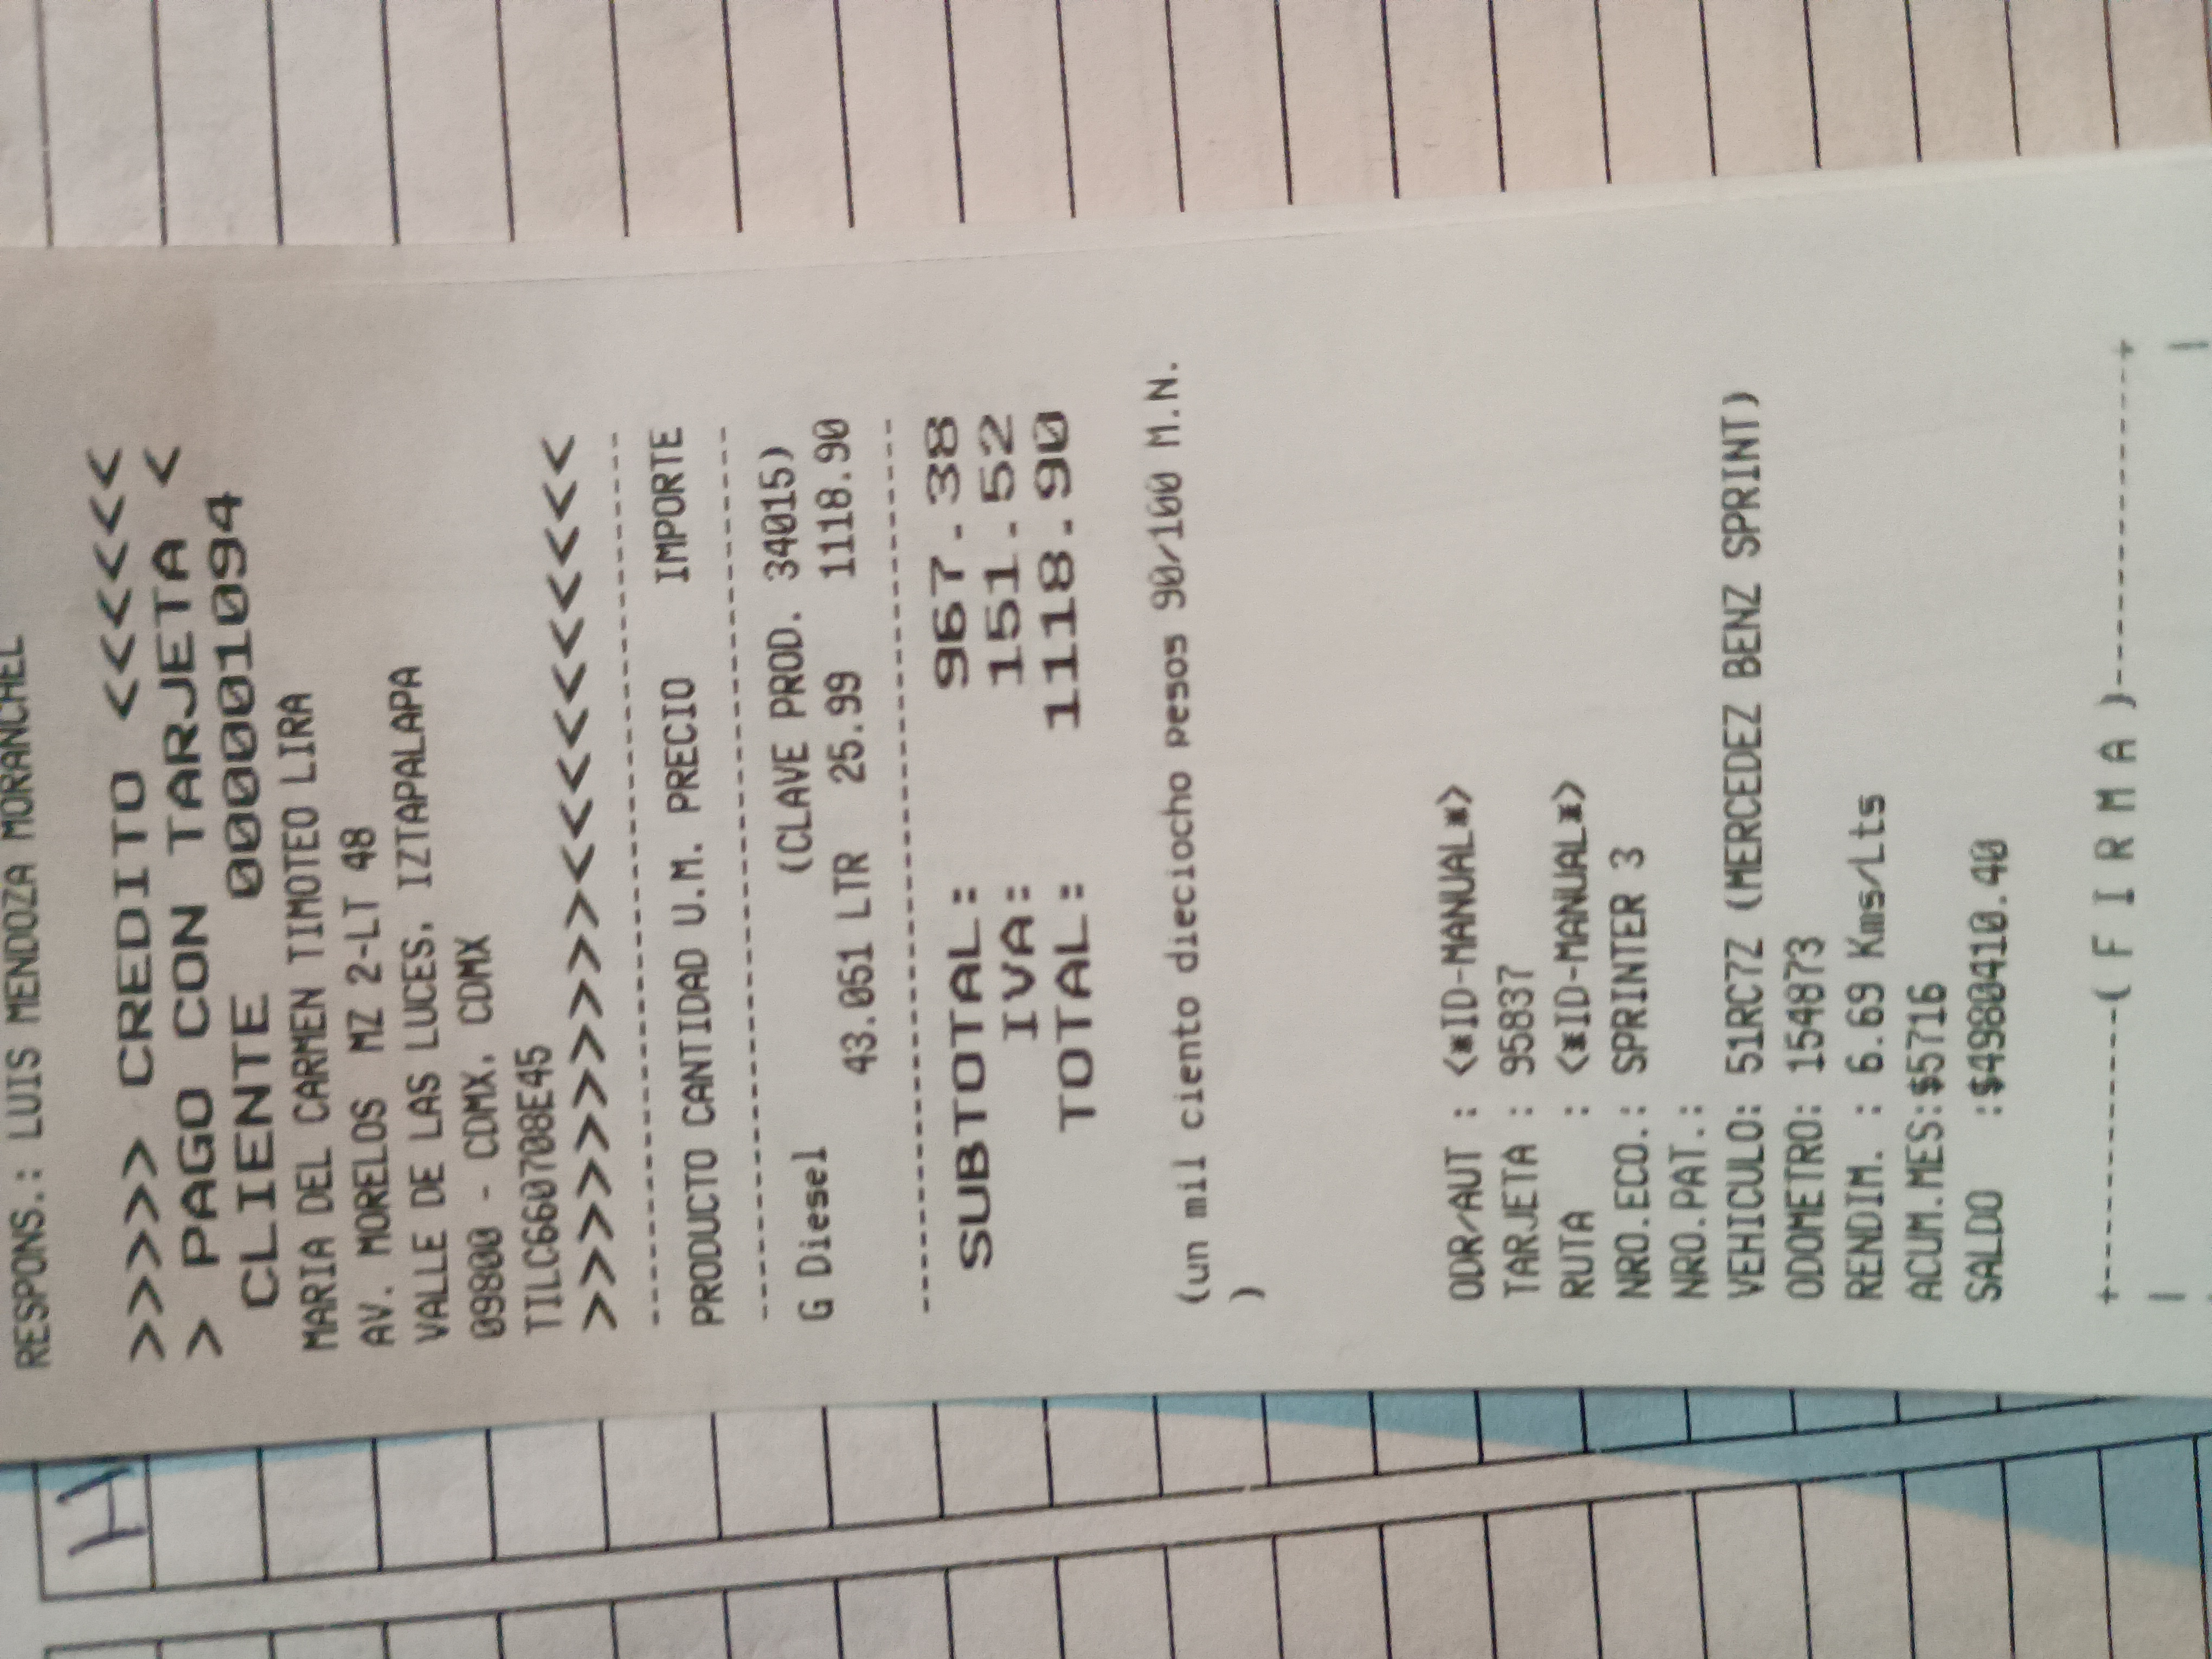 RESPONS.: LUIS MENDOZA MORANCHEL
>>>>> CREDITO <<<<<<
> PAGO CON TARJETA <
CLIENTE 0000001094
MARIA DEL CARMEN TIMOTEO LIRA
AV. MORELOS MZ 2-LT 48
VALLE DE LAS LUCES, IZTAPALAPA
09800 - CDMX, CDMX
TILC660708E45
>>>>>>>>>><<<<<<<<<<
--------------------------------
PRODUCTO CANTIDAD U.M. PRECIO IMPORTE
--------------------------------
G Diesel (CLAVE PROD. 34015)
43.051 LTR 25.99 1118.90
--------------------------------
SUBTOTAL: 967.38
IVA: 151.52
TOTAL: 1118.90
(un mil ciento dieciocho pesos 90/100 M.N.
)
ODR/AUT : <*ID-MANUAL*>
TARJETA : 95837
RUTA : <*ID-MANUAL*>
NRO.ECO.: SPRINTER 3
NRO.PAT.:
VEHICULO: 51RC7Z (MERCEDEZ BENZ SPRINT)
ODOMETRO: 154873
RENDIM. : 6.69 Kms/Lts
ACUM.MES:$5716
SALDO :$49804410.40
+-----------( F I R M A )---------------+
H